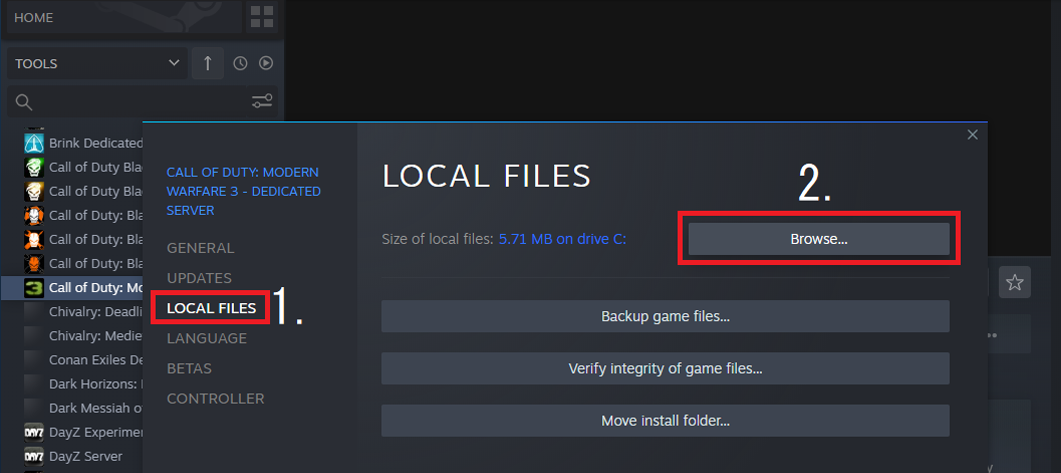 HOME
TOOLS
Brink Dedicated
Call of Duty Bla
Call of Duty Bla
Call of Duty: Bla
Call of Duty: Bla
Call of Duty: Bla
Call of Duty: Mo
Chivalry: Deadli
Chivalry: Medie
Conan Exiles De
Dark Horizons:
Dark Messiah o
DayZ Experimen
DayZ Server
CALL OF DUTY: MODERN
WARFARE 3 - DEDICATED
SERVER
GENERAL
UPDATES
LOCAL FILES
1.
LANGUAGE
BETAS
CONTROLLER
LOCAL FILES
2.
Size of local files: 5.71 MB on drive C:
Browse...
Backup game files...
Verify integrity of game files...
Move install folder...